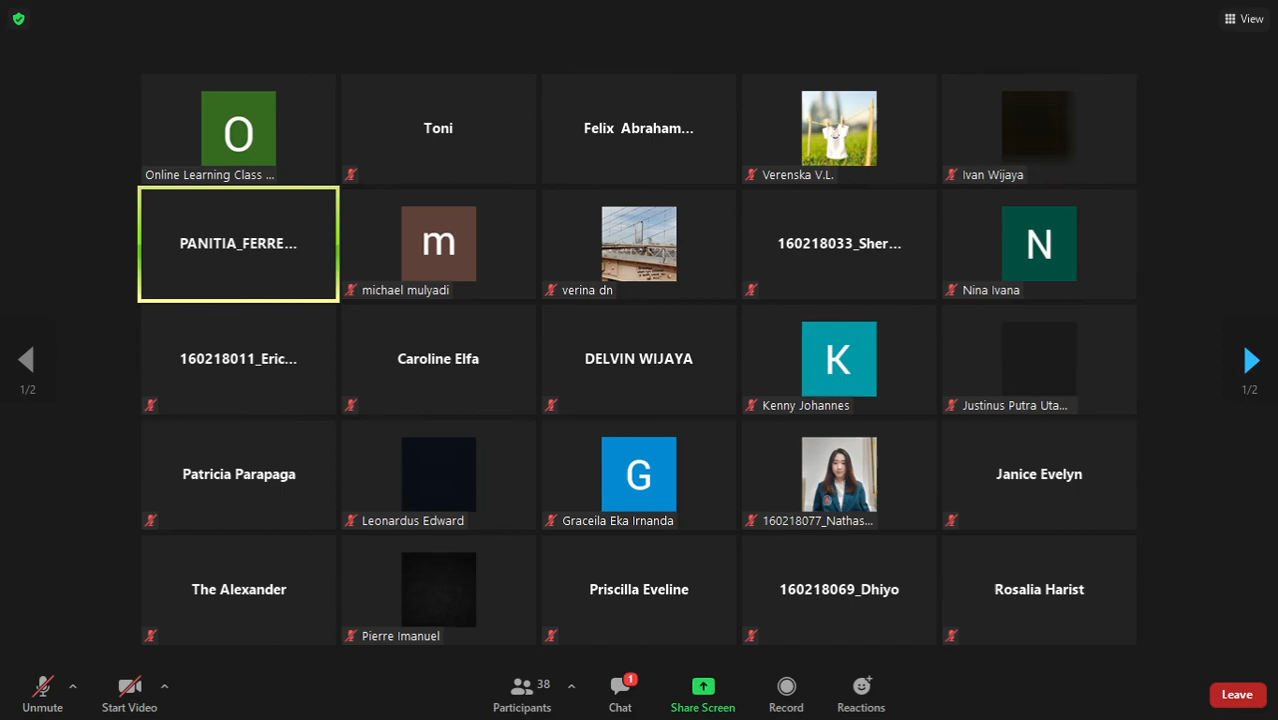 View
O
Online Learning Class ...
Toni
Felix Abraham...
Verenska V.L.
Ivan Wijaya
PANITIA_FERRE...
m
michael mulyadi
verina dn
160218033_Sher...
N
Nina Ivana
160218011_Eric...
Caroline Elfa
DELVIN WIJAYA
K
Kenny Johannes
Justinus Putra Uta...
1/2
1/2
Patricia Parapaga
Leonardus Edward
G
Graceila Eka Irnanda
160218077_Nathas...
Janice Evelyn
The Alexander
Pierre Imanuel
Priscilla Eveline
160218069_Dhiyo
Rosalia Harist
Unmute
Start Video
38
Participants
1
Chat
Share Screen
Record
Reactions
Leave